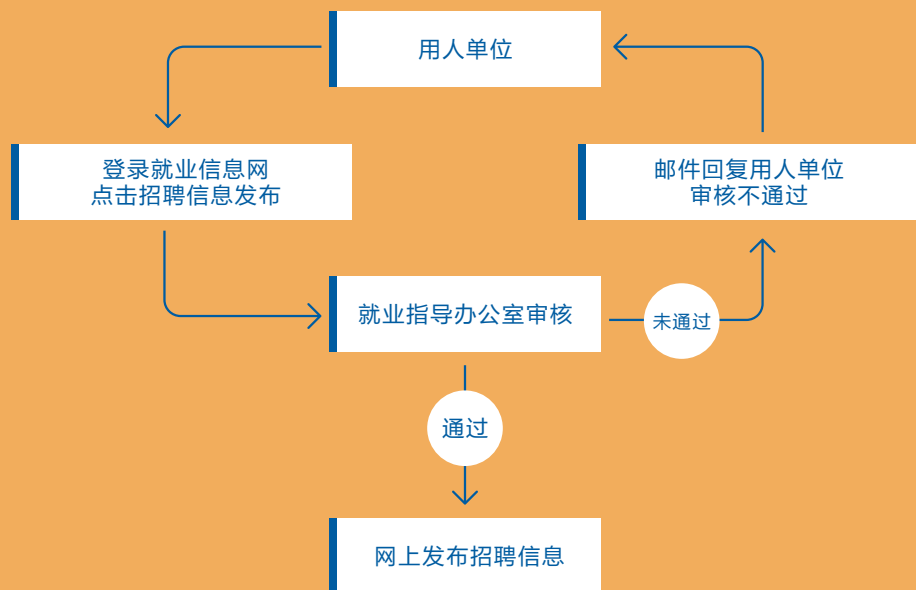 用人单位
登录就业信息网
点击招聘信息发布
邮件回复用人单位
审核不通过
就业指导办公室审核
未通过
通过
网上发布招聘信息